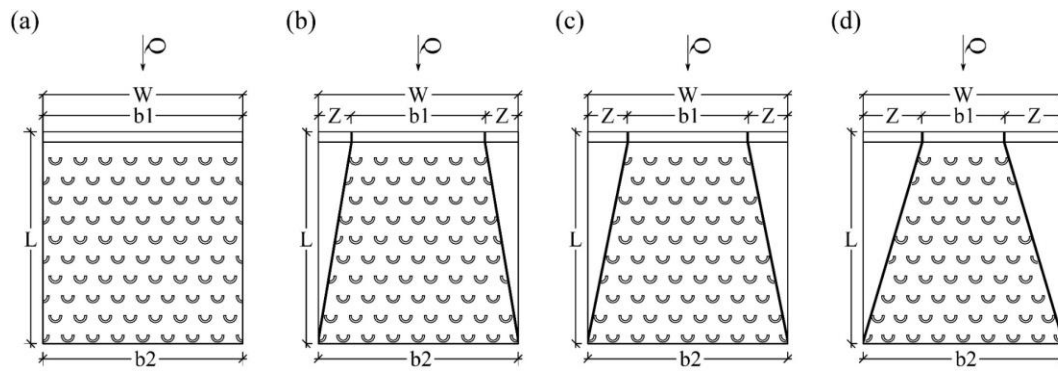 (a) (b) (c) (d)
Q Q Q Q
W W W W
b1 Z b1 Z Z b1 Z Z b1 Z
L L L L
b2 b2 b2 b2